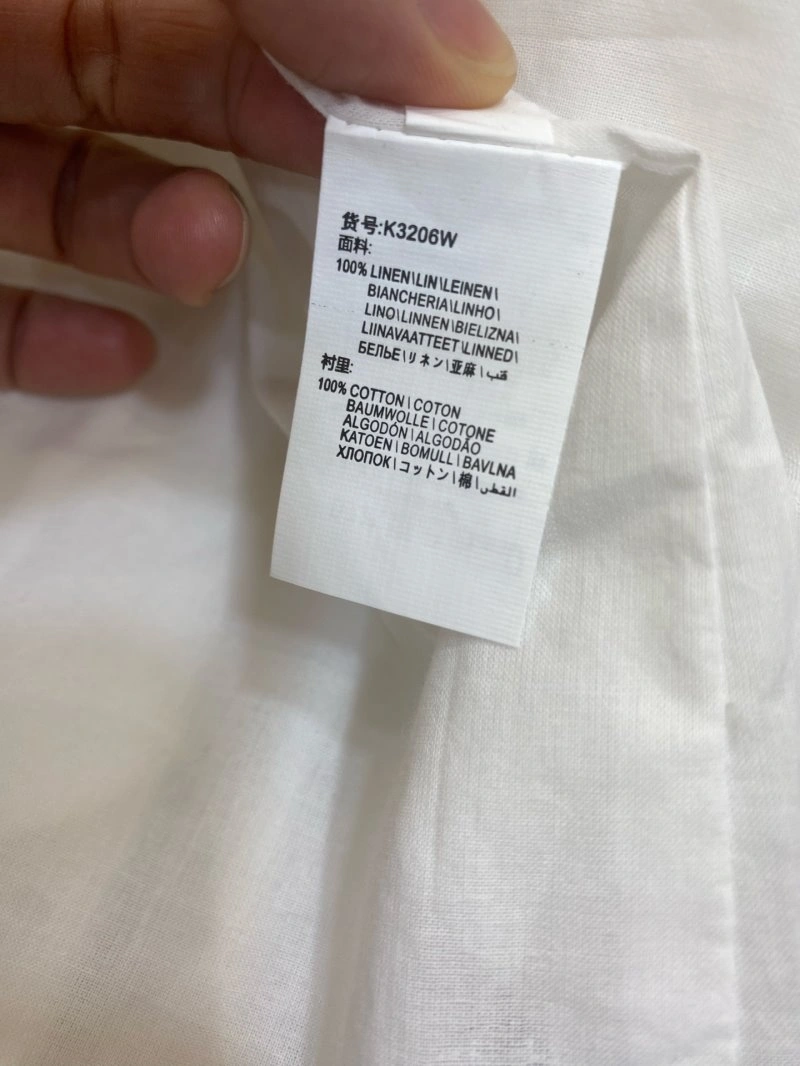 货号:K3206W
面料:
100% LINEN\LIN\LEINEN\
BIANCHERIA\LINHO\
LINO\LINNEN\BIELIZNA\
LIINAVAATTEET\LINNED\
БЕЛЬЕ\リネン\亚麻\قنب
衬里:
100% COTTON\COTON
BAUMWOLLE\COTONE
ALGODÓN\ALGODÃO
KATOEN\BOMULL\BAVLNA
ХЛОПОК\コットン\棉\القطن